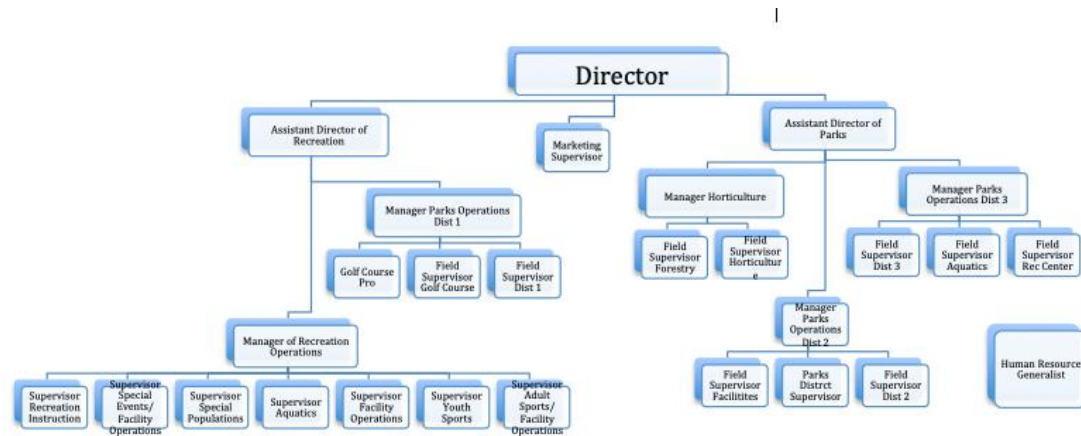 Director
Assistant Director of
Recreation
Marketing
Supervisor
Assistant Director of
Parks
Manager Parks Operations
Dist 1
Manager Horticulture
Manager Parks
Operations Dist 3
Golf Course
Pro
Field
Supervisor
Golf Course
Field
Supervisor
Dist 1
Field
Supervisor
Forestry
Field
Supervisor
Horticultur
e
Field
Supervisor
Dist 3
Field
Supervisor
Aquatics
Field
Supervisor
Rec Center
Manager of Recreation
Operations
Manager
Parks
Operations
Dist 2
Human Resource
Generalist
Supervisor
Recreation
Instruction
Supervisor
Special
Events/
Facility
Operations
Supervisor
Special
Populations
Supervisor
Aquatics
Supervisor
Facility
Operations
Supervisor
Youth
Sports
Supervisor
Adult
Sports/
Facility
Operations
Field
Supervisor
Facilitites
Parks
Distrct
Supervisor
Field
Supervisor
Dist 2